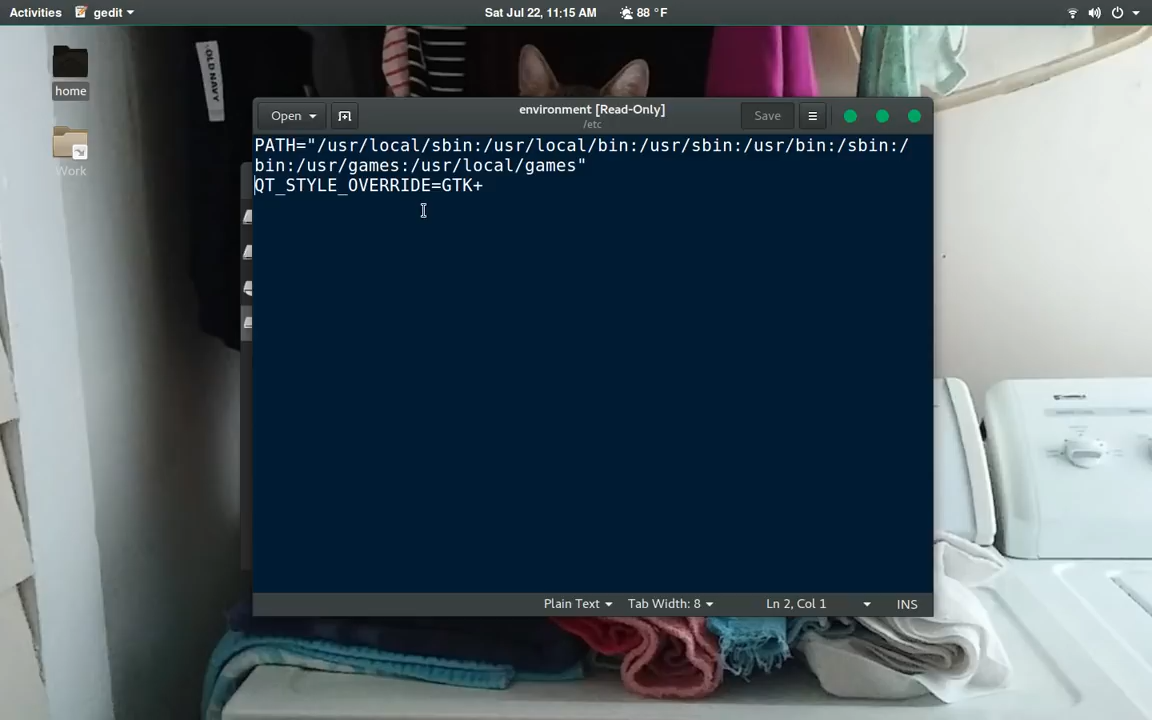 Activities gedit Sat Jul 22, 11:15 AM 88 °F
home
Work
OLD NAVY
Open environment [Read-Only] Save
/etc
PATH="/usr/local/sbin:/usr/local/bin:/usr/sbin:/usr/bin:/sbin:/
bin:/usr/games:/usr/local/games"
QT_STYLE_OVERRIDE=GTK+
Plain Text Tab Width: 8 Ln 2, Col 1 INS